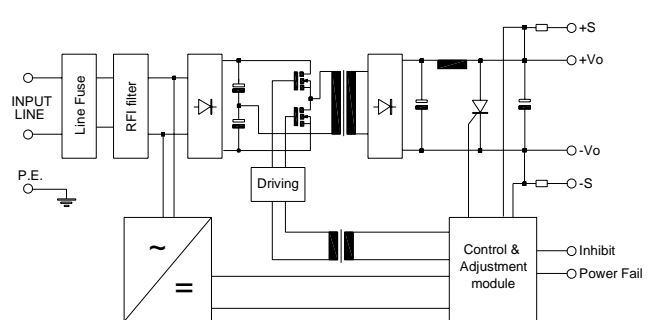 +S
+Vo
INPUT
LINE
Line Fuse
RFI filter
-Vo
P.E.
Driving
-S
~
=
Control &
Adjustment
module
Inhibit
Power Fail